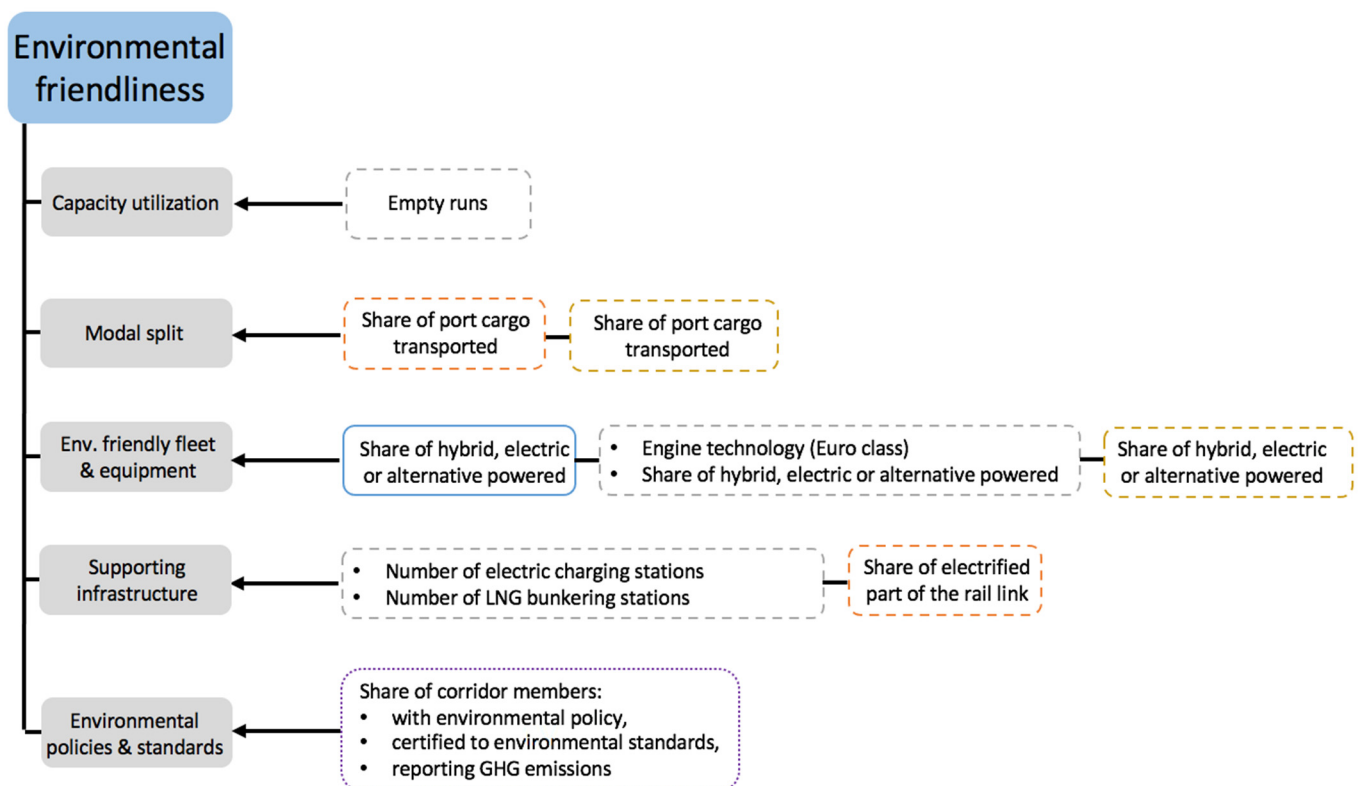 Environmental
friendliness
Capacity utilization
Empty runs
Modal split
Share of port cargo
transported
Share of port cargo
transported
Env. friendly fleet
& equipment
Share of hybrid, electric
or alternative powered
• Engine technology (Euro class)
• Share of hybrid, electric or alternative powered
Share of hybrid, electric
or alternative powered
Supporting
infrastructure
• Number of electric charging stations
• Number of LNG bunkering stations
Share of electrified
part of the rail link
Environmental
policies & standards
Share of corridor members:
• with environmental policy,
• certified to environmental standards,
• reporting GHG emissions